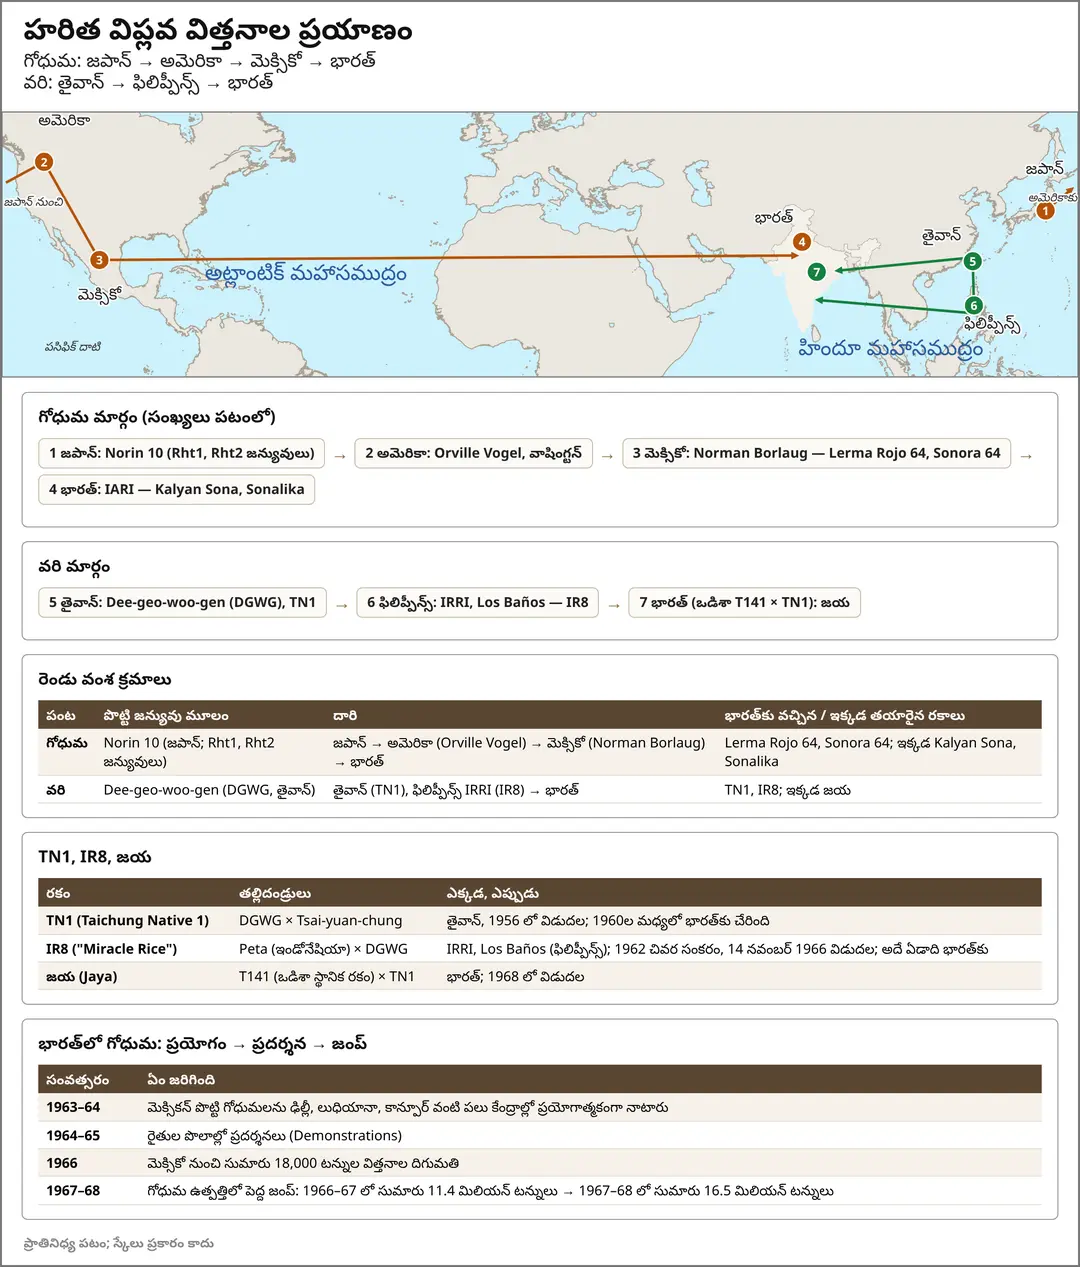 హరిత విప్లవ విత్తనాల ప్రయాణం
గోధుమ: జపాన్ → అమెరికా → మెక్సికో → భారత్
వరి: తైవాన్ → ఫిలిప్పీన్స్ → భారత్
అమెరికా
2
జపాన్ నుంచి
3
మెక్సికో
అట్లాంటిక్ మహాసముద్రం
పసిఫిక్ దాటి
భారత్
4
7
తైవాన్
5
6
ఫిలిప్పీన్స్
హిందూ మహాసముద్రం
జపాన్
అమెరికాకు
1
గోధుమ మార్గం (సంఖ్యలు పటంలో)
1 జపాన్: Norin 10 (Rht1, Rht2 జన్యువులు) → 2 అమెరికా: Orville Vogel, వాషింగ్టన్ → 3 మెక్సికో: Norman Borlaug — Lerma Rojo 64, Sonora 64 →
4 భారత్: IARI — Kalyan Sona, Sonalika
వరి మార్గం
5 తైవాన్: Dee-geo-woo-gen (DGWG), TN1 → 6 ఫిలిప్పీన్స్: IRRI, Los Baños — IR8 → 7 భారత్ (ఒడిశా T141 × TN1): జయ
రెండు వంశ క్రమాలు
పంట పొట్టి జన్యువు మూలం దారి భారత్‌కు వచ్చిన / ఇక్కడ తయారైన రకాలు
గోధుమ Norin 10 (జపాన్; Rht1, Rht2 జన్యువులు) జపాన్ → అమెరికా (Orville Vogel) → మెక్సికో (Norman Borlaug) → భారత్ Lerma Rojo 64, Sonora 64; ఇక్కడ Kalyan Sona, Sonalika
వరి Dee-geo-woo-gen (DGWG, తైవాన్) తైవాన్ (TN1), ఫిలిప్పీన్స్ IRRI (IR8) → భారత్ TN1, IR8; ఇక్కడ జయ
TN1, IR8, జయ
రకం తల్లిదండ్రులు ఎక్కడ, ఎప్పుడు
TN1 (Taichung Native 1) DGWG × Tsai-yuan-chung తైవాన్, 1956 లో విడుదల; 1960ల మధ్యలో భారత్‌కు చేరింది
IR8 ("Miracle Rice") Peta (ఇండోనేషియా) × DGWG IRRI, Los Baños (ఫిలిప్పీన్స్); 1962 చివర సంకరం, 14 నవంబర్ 1966 విడుదల; అదే ఏడాది భారత్‌కు
జయ (Jaya) T141 (ఒడిశా స్థానిక రకం) × TN1 భారత్; 1968 లో విడుదల
భారత్‌లో గోధుమ: ప్రయోగం → ప్రదర్శన → జంప్
సంవత్సరం ఏం జరిగింది
1963–64 మెక్సికన్ పొట్టి గోధుమలను ఢిల్లీ, లుధియానా, కాన్పూర్ వంటి పలు కేంద్రాల్లో ప్రయోగాత్మకంగా నాటారు
1964–65 రైతుల పొలాల్లో ప్రదర్శనలు (Demonstrations)
1966 మెక్సికో నుంచి సుమారు 18,000 టన్నుల విత్తనాల దిగుమతి
1967–68 గోధుమ ఉత్పత్తిలో పెద్ద జంప్: 1966–67 లో సుమారు 11.4 మిలియన్ టన్నులు → 1967–68 లో సుమారు 16.5 మిలియన్ టన్నులు
ప్రాతినిధ్య పటం; స్కేలు ప్రకారం కాదు